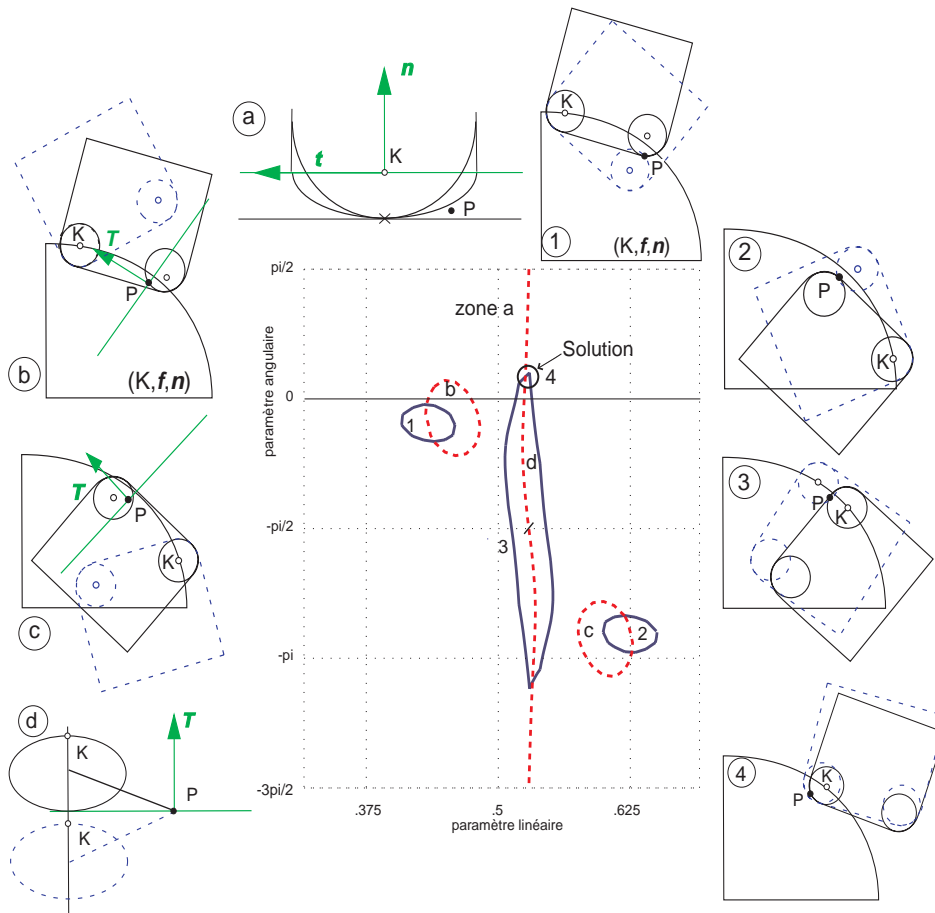 a
n
K
t
P
K
P
1
(K,f,n)
K
T
P
b
(K,f,n)
pi/2
0
-pi/2
-pi
-3pi/2
paramètre angulaire
zone a
Solution
4
b
1
d
3
c
2
.375
.5
.625
paramètre linéaire
2
P
K
T
P
K
c
3
P
K
d
K
T
P
K
4
K
P